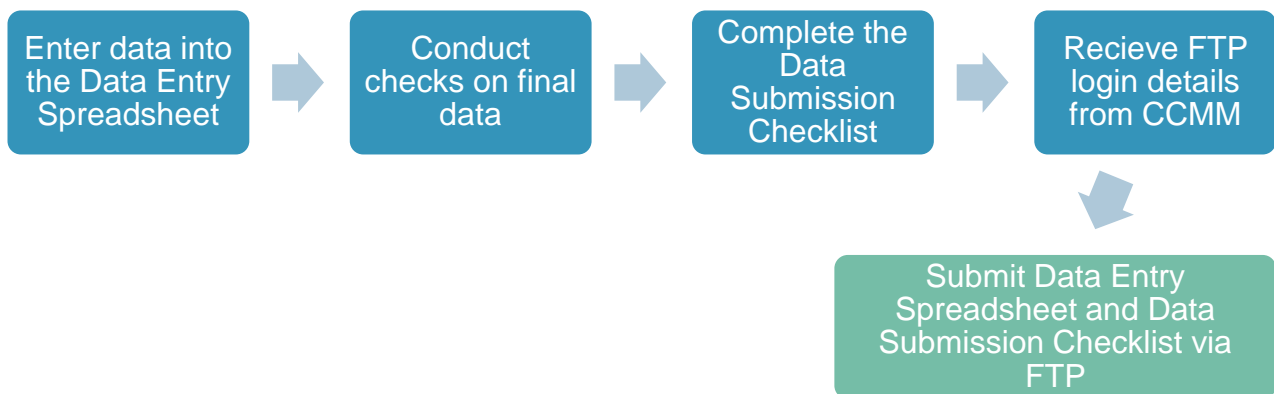 Enter data into
the Data Entry
Spreadsheet
Conduct
checks on final
data
Complete the
Data
Submission
Checklist
Recieve FTP
login details
from CCMM
Submit Data Entry
Spreadsheet and Data
Submission Checklist via
FTP